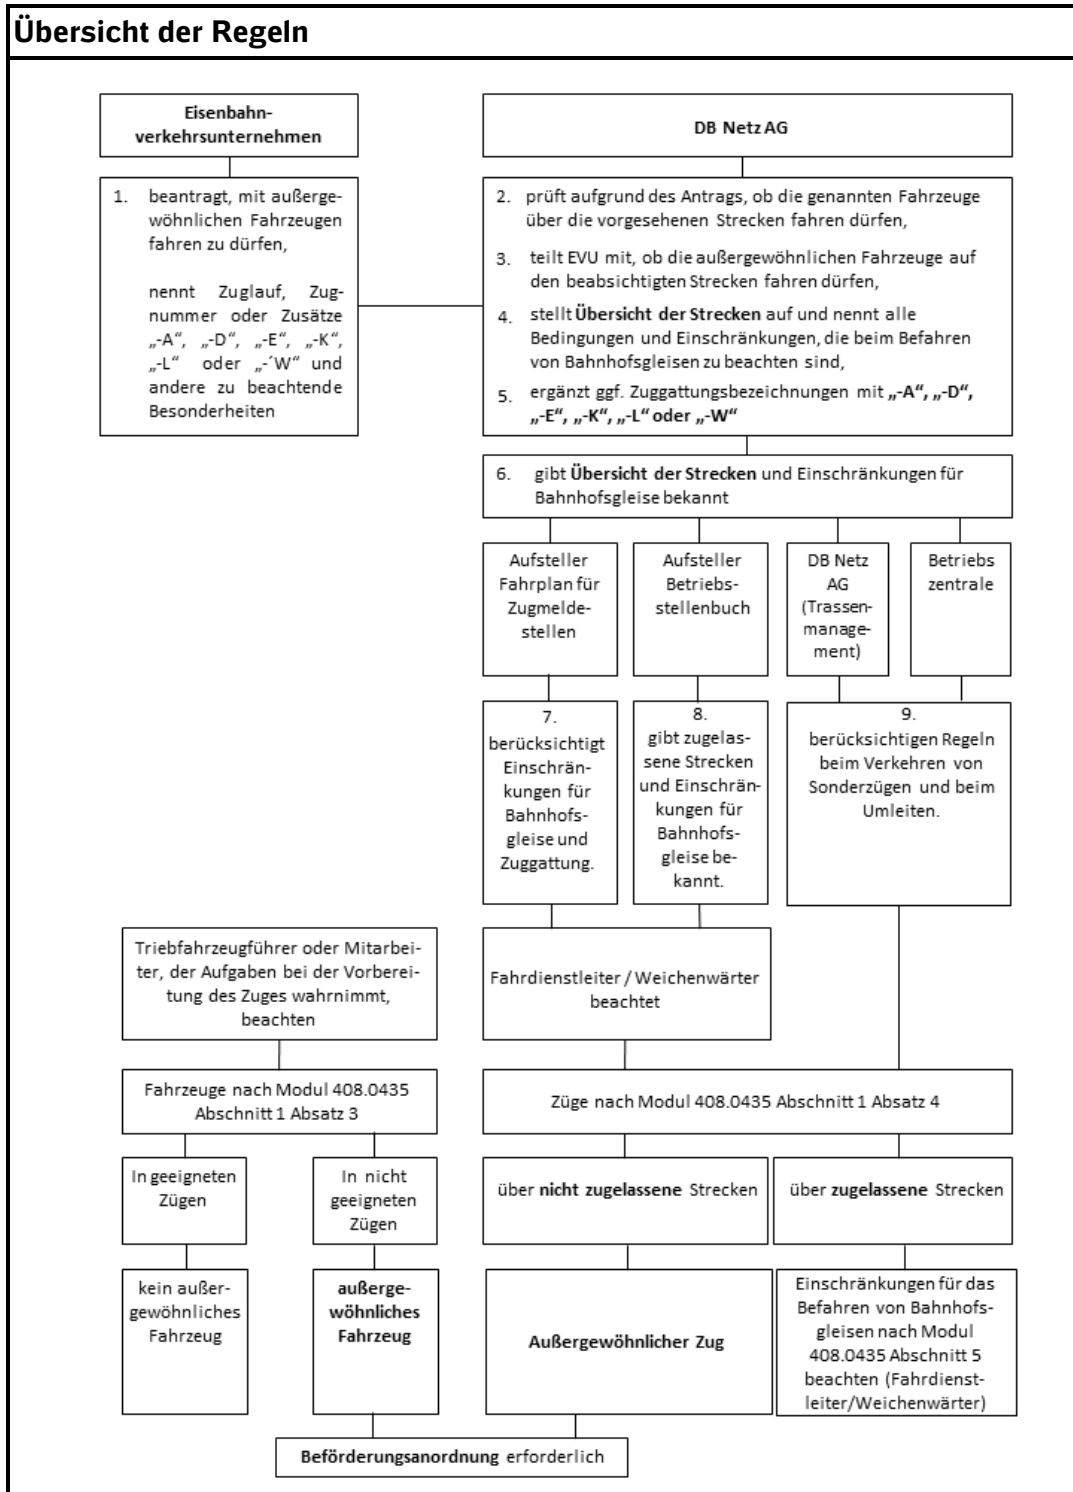 Übersicht der Regeln
Eisenbahn-
verkehrsunternehmen
DB Netz AG
1. beantragt, mit außerge-
wöhnlichen Fahrzeugen
fahren zu dürfen,
nennt Zuglauf, Zug-
nummer oder Zusätze
„-A“, „-D“, „-E“, „-K“,
„-L“ oder „-´W“ und
andere zu beachtende
Besonderheiten
2. prüft aufgrund des Antrags, ob die genannten Fahrzeuge
über die vorgesehenen Strecken fahren dürfen,
3. teilt EVU mit, ob die außergewöhnlichen Fahrzeuge auf
den beabsichtigten Strecken fahren dürfen,
4. stellt Übersicht der Strecken auf und nennt alle
Bedingungen und Einschränkungen, die beim Befahren
von Bahnhofsgleisen zu beachten sind,
5. ergänzt ggf. Zuggattungsbezeichnungen mit „-A“, „-D“,
„-E“, „-K“, „-L“ oder „-W“
6. gibt Übersicht der Strecken und Einschränkungen für
Bahnhofsgleise bekannt
Aufsteller
Fahrplan für
Zugmelde-
stellen
Aufsteller
Betriebs-
stellenbuch
DB Netz
AG
(Trassen-
manage-
ment)
Betriebs
zentrale
7.
berücksichtigt
Einschrän-
kungen für
Bahnhofs-
gleise und
Zuggattung.
8.
gibt zugelas-
sene Strecken
und Einschrän-
kungen für
Bahnhofs-
gleise be-
kannt.
9.
berücksichtigen Regeln
beim Verkehren von
Sonderzügen und beim
Umleiten.
Triebfahrzeugführer oder Mitarbei-
ter, der Aufgaben bei der Vorberei-
tung des Zuges wahrnimmt,
beachten
Fahrdienstleiter / Weichenwärter
beachtet
Fahrzeuge nach Modul 408.0435
Abschnitt 1 Absatz 3
Züge nach Modul 408.0435 Abschnitt 1 Absatz 4
In geeigneten
Zügen
In nicht
geeigneten
Zügen
über nicht zugelassene Strecken
über zugelassene Strecken
kein außer-
gewöhnliches
Fahrzeug
außerge-
wöhnliches
Fahrzeug
Außergewöhnlicher Zug
Einschränkungen für das
Befahren von Bahnhofs-
gleisen nach Modul
408.0435 Abschnitt 5
beachten (Fahrdienst-
leiter/Weichenwärter)
Beförderungsanordnung erforderlich